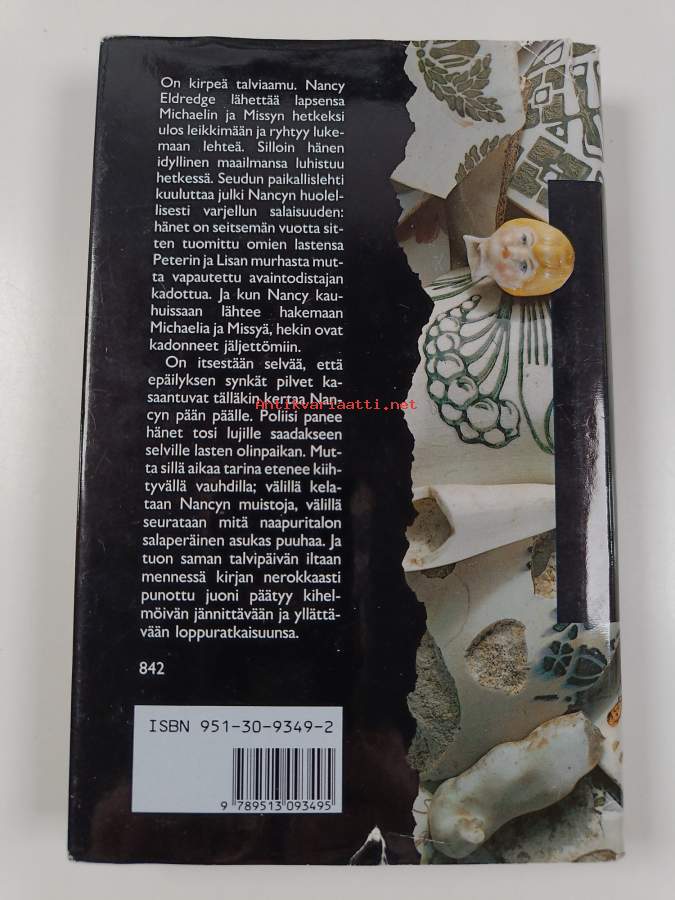 On kirpeä talviaamu. Nancy
Eldredge lähettää lapsensa
Michaelin ja Missyn hetkeksi
ulos leikkimään ja ryhtyy luke-
maan lehteä. Silloin hänen
idyllinen maailmansa luhistuu
hetkessä. Seudun paikallislehti
kuuluttaa julki Nancyn huolel-
lisesti varjellun salaisuuden:
hänet on seitsemän vuotta sit-
ten tuomittu omien lastensa
Peterin ja Lisan murhasta mut-
ta vapautettu avaintodistajan
kadottua. Ja kun Nancy kau-
huissaan lähtee hakemaan
Michaelia ja Missyä, hekin ovat
kadonneet jäljettömiin.
On itsestään selvää, että
epäilyksen synkät pilvet ka-
saantuvat tälläkin kertaa Nan-
cyn pään päälle. Poliisi panee
hänet tosi lujille saadakseen
selville lasten olinpaikan. Mut-
ta sillä aikaa tarina etenee kiih-
tyvällä vauhdilla; välillä kela-
taan Nancyn muistoja, välillä
seurataan mitä naapuritalon
salaperäinen asukas puuhaa. Ja
tuon saman talvipäivän iltaan
mennessä kirjan nerokkaasti
punottu juoni päätyy kihel-
möivän jännittävään ja yllättä-
vään loppuratkaisuunsa.
842
ISBN 951-30-9349-2
9 789513 093495
Antikvariaatti.net